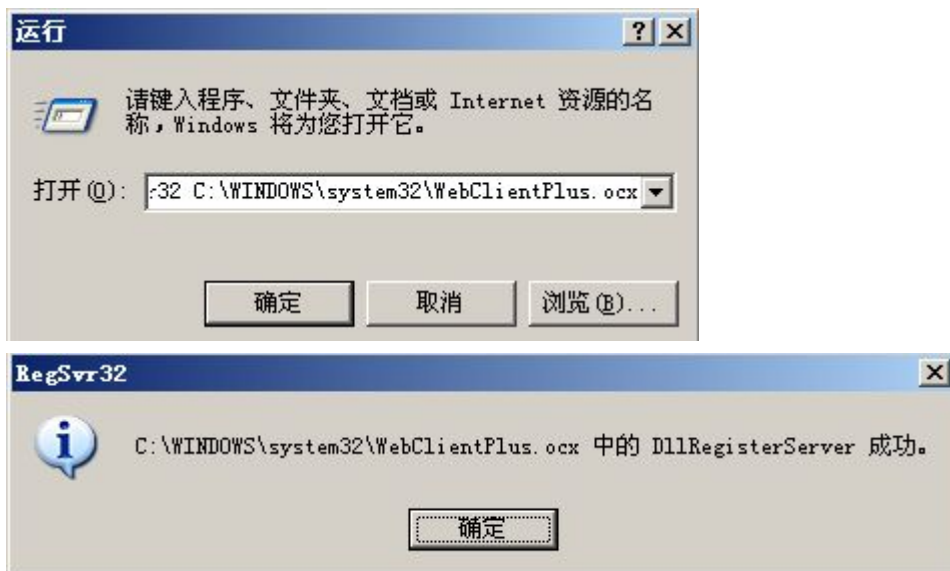 运行
请键入程序、文件夹、文档或 Internet 资源的名
称，Windows 将为您打开它。
打开(O): r32 C:\WINDOWS\system32\WebClientPlus.ocx
确定 取消 浏览(B)...
RegSvr32
C:\WINDOWS\system32\WebClientPlus.ocx 中的 DllRegisterServer 成功。
确定